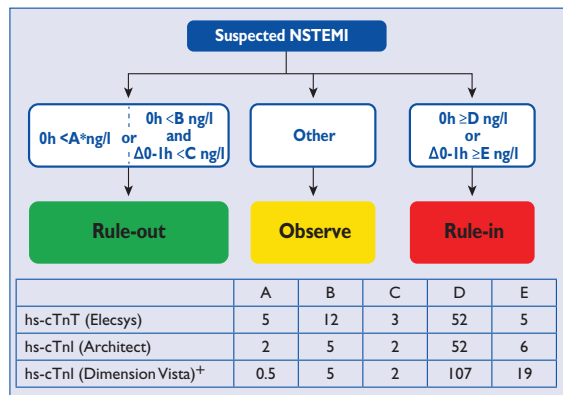 Suspected NSTEMI
0h <A*ng/l or
0h <B ng/l
and
Δ0-1h <C ng/l
Other
0h ≥D ng/l
or
Δ0-1h ≥E ng/l
Rule-out
Observe
Rule-in
A B C D E
hs-cTnT (Elecsys) 5 12 3 52 5
hs-cTnI (Architect) 2 5 2 52 6
hs-cTnI (Dimension Vista)+ 0.5 5 2 107 19